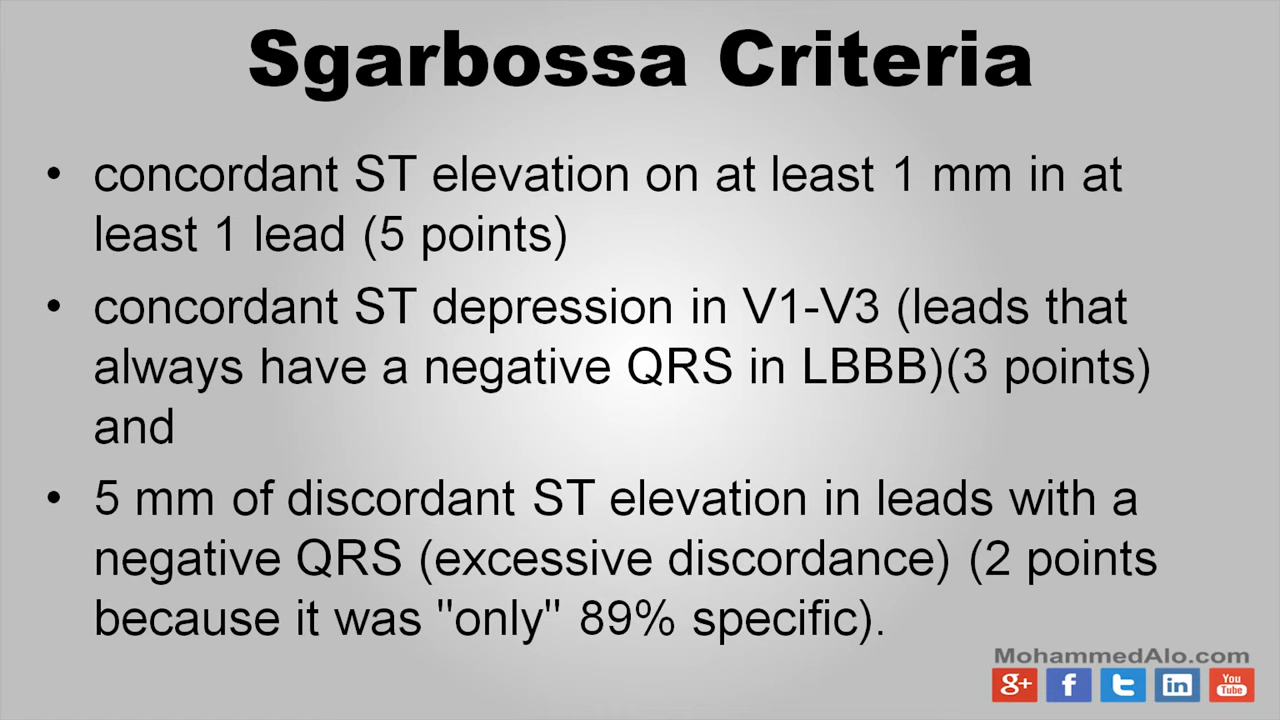 Sgarbossa Criteria
• concordant ST elevation on at least 1 mm in at
least 1 lead (5 points)
• concordant ST depression in V1-V3 (leads that
always have a negative QRS in LBBB)(3 points)
and
• 5 mm of discordant ST elevation in leads with a
negative QRS (excessive discordance) (2 points
because it was "only" 89% specific).
MohammedAlo.com
g+ f in You Tube